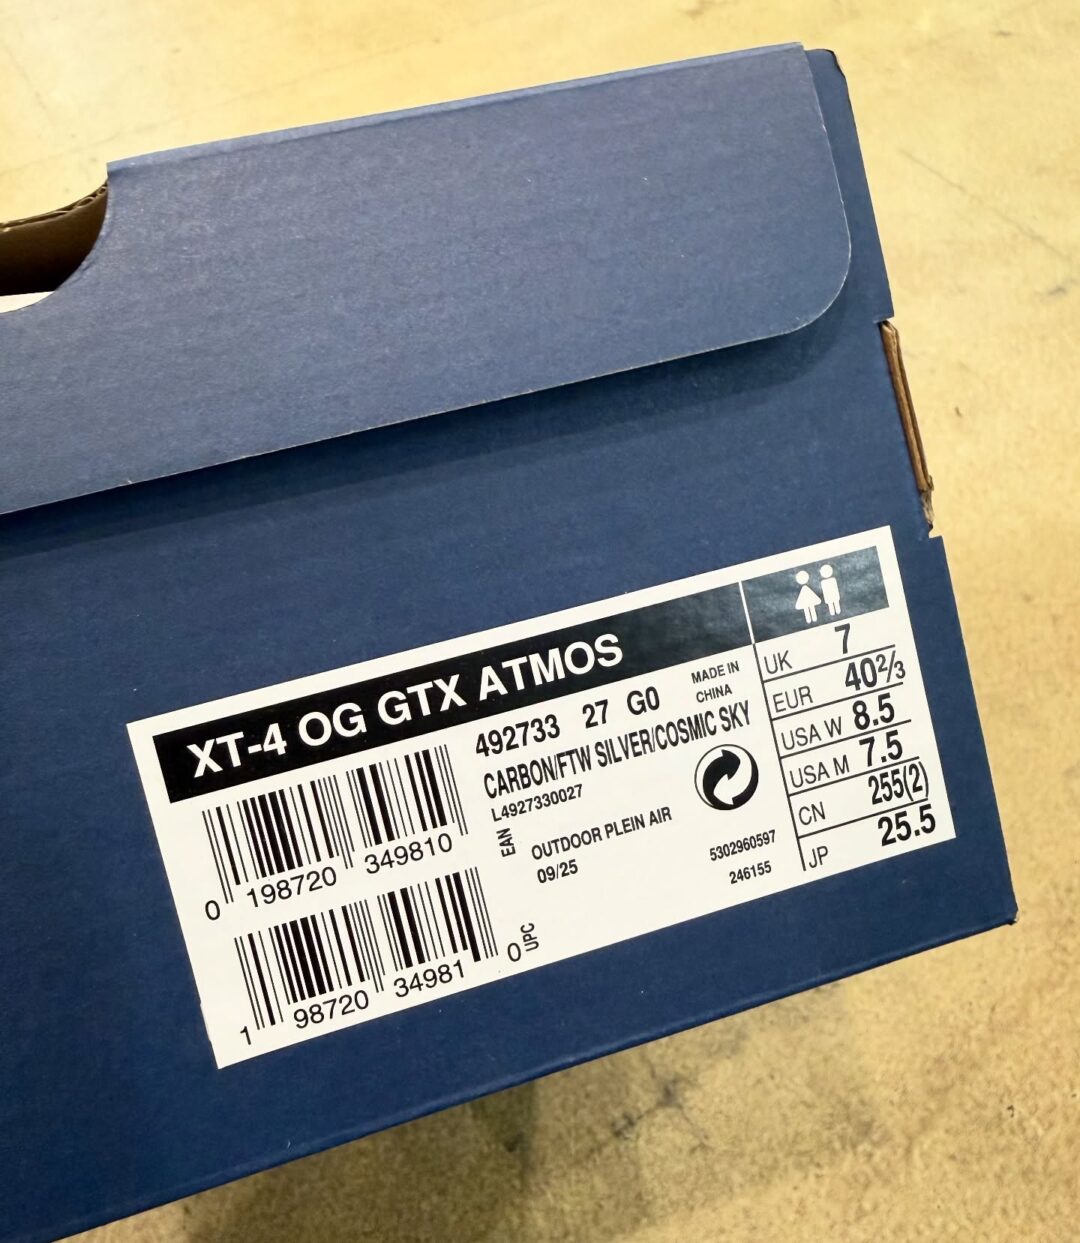 XT-4 OG GTX ATMOS
492733 27 G0
MADE IN
CHINA
CARBON/FTW SILVER/COSMIC SKY
L4927330027
EAN
OUTDOOR PLEIN AIR
09/25
5302960597
246155
0 198720 349810
UPC
1 98720 34981 0
UK 7
EUR 40⅔
USA W 8.5
USA M 7.5
CN 255(2)
JP 25.5